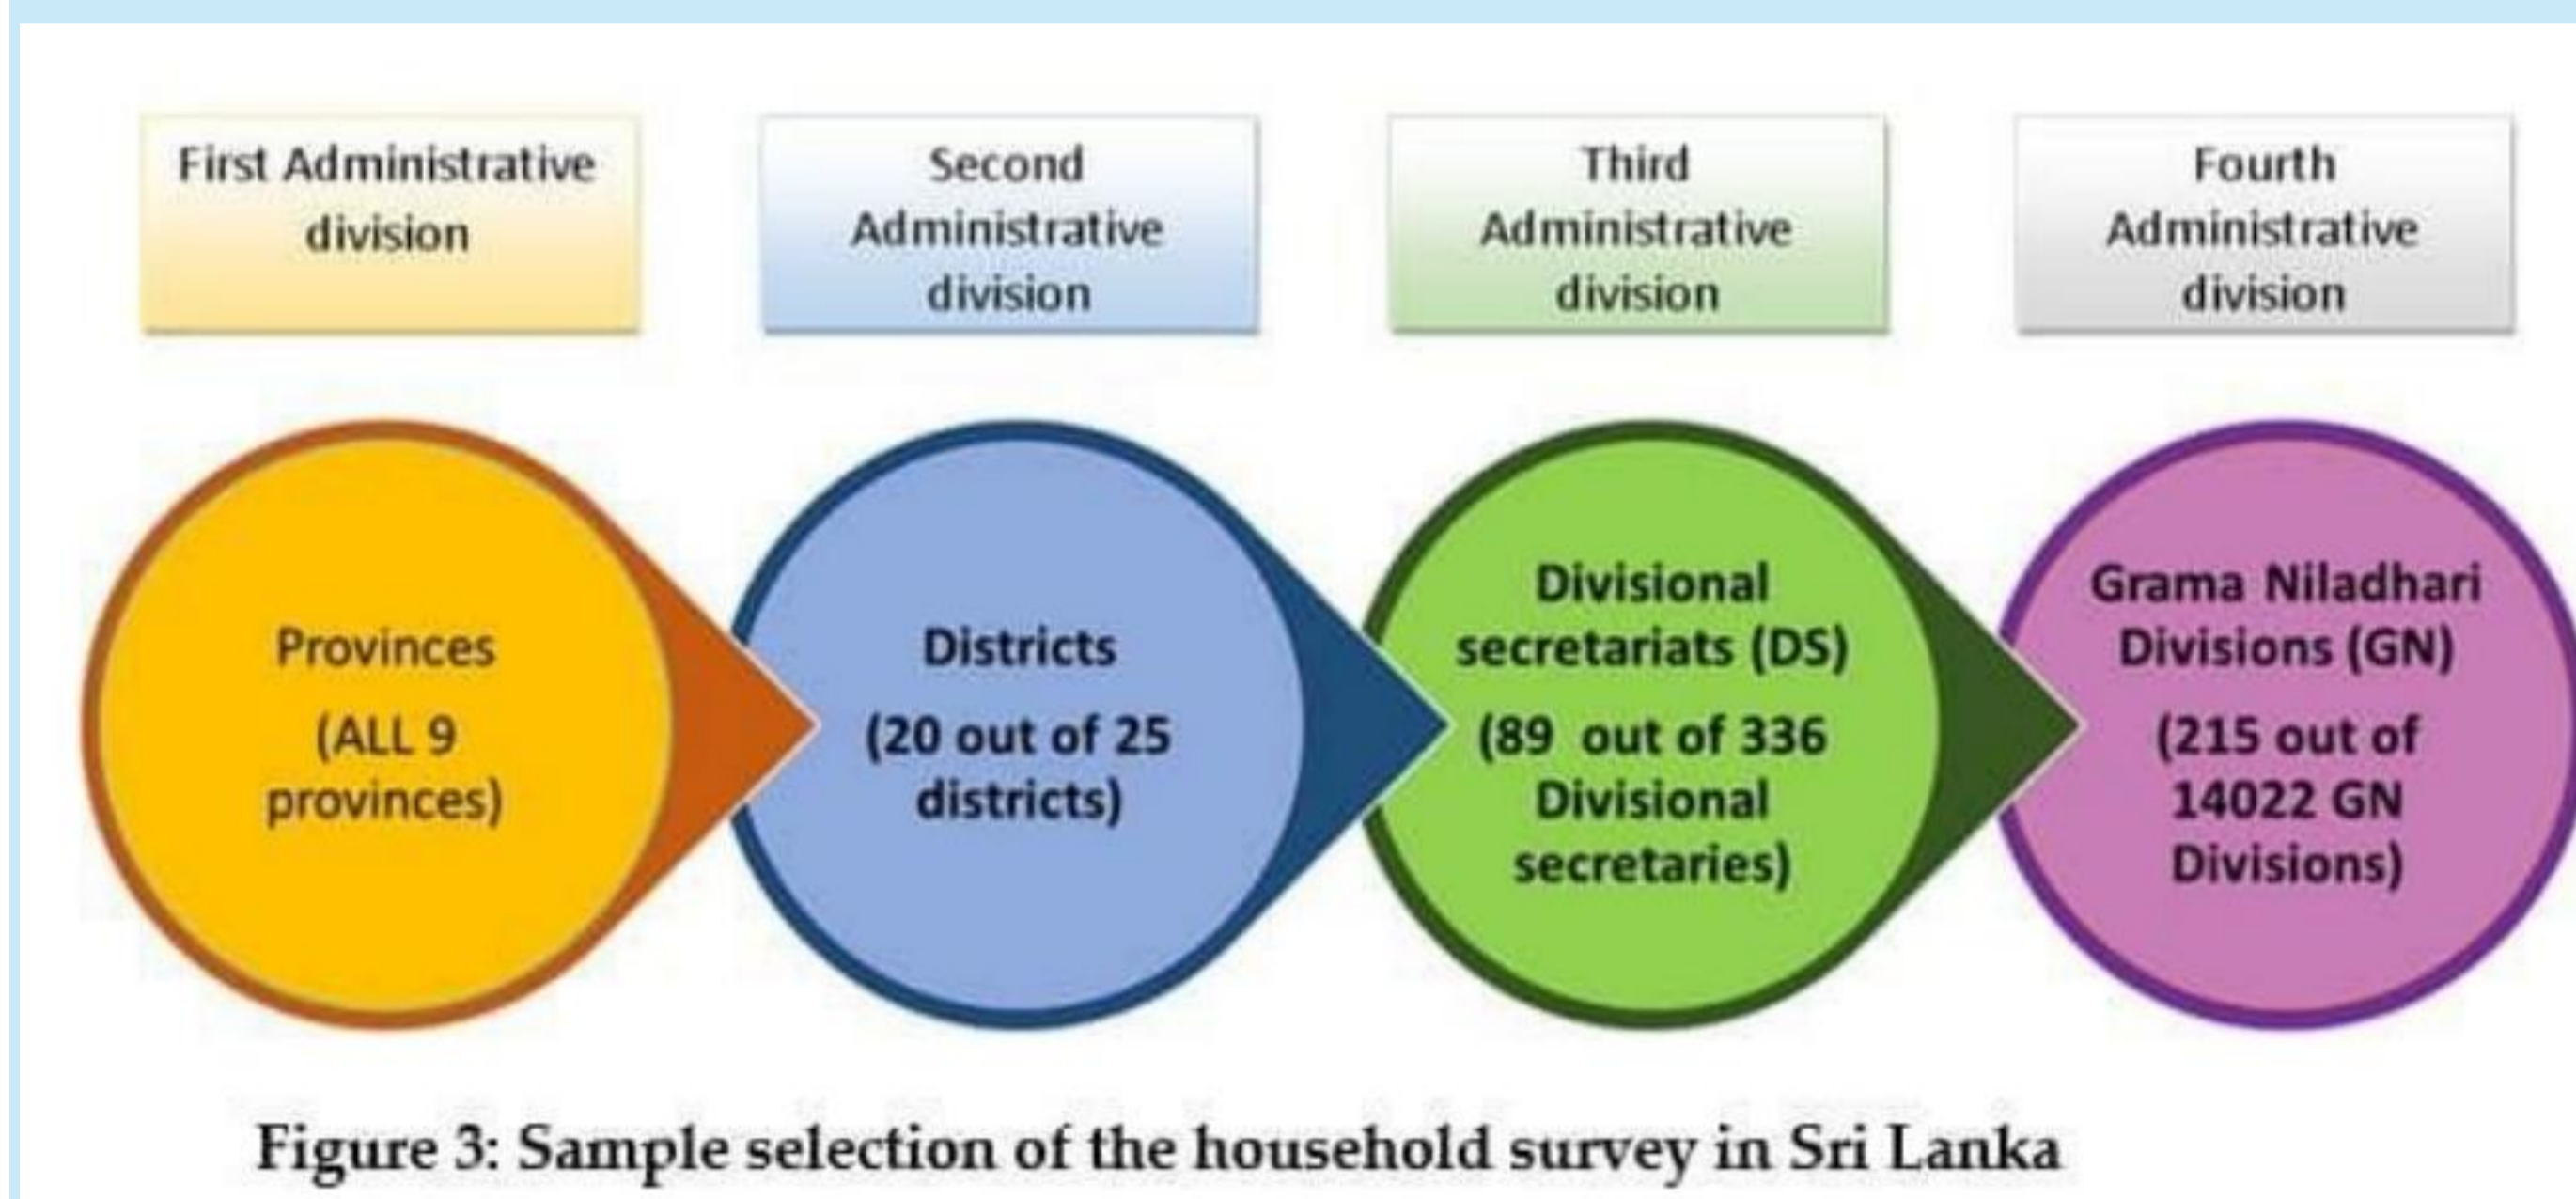 First Administrative
division
Second
Administrative
division
Third
Administrative
division
Fourth
Administrative
division
Provinces
(ALL 9
provinces)
Districts
(20 out of 25
districts)
Divisional
secretariats (DS)
(89 out of 336
Divisional
secretaries)
Grama Niladhari
Divisions (GN)
(215 out of
14022 GN
Divisions)
Figure 3: Sample selection of the household survey in Sri Lanka